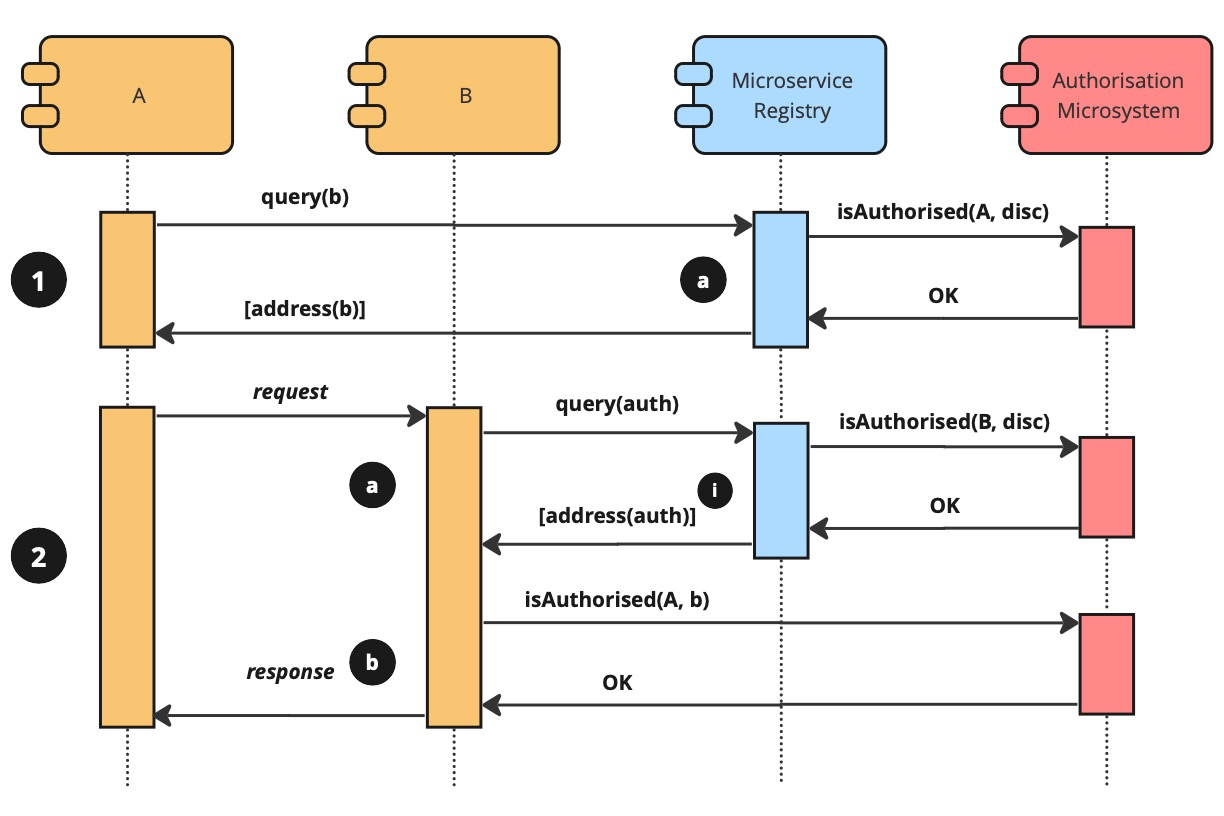 A
B
Microservice
Registry
Authorisation
Microsystem
query(b)
isAuthorised(A, disc)
1
a
OK
[address(b)]
request
query(auth)
isAuthorised(B, disc)
a
i
OK
[address(auth)]
2
isAuthorised(A, b)
b
response
OK